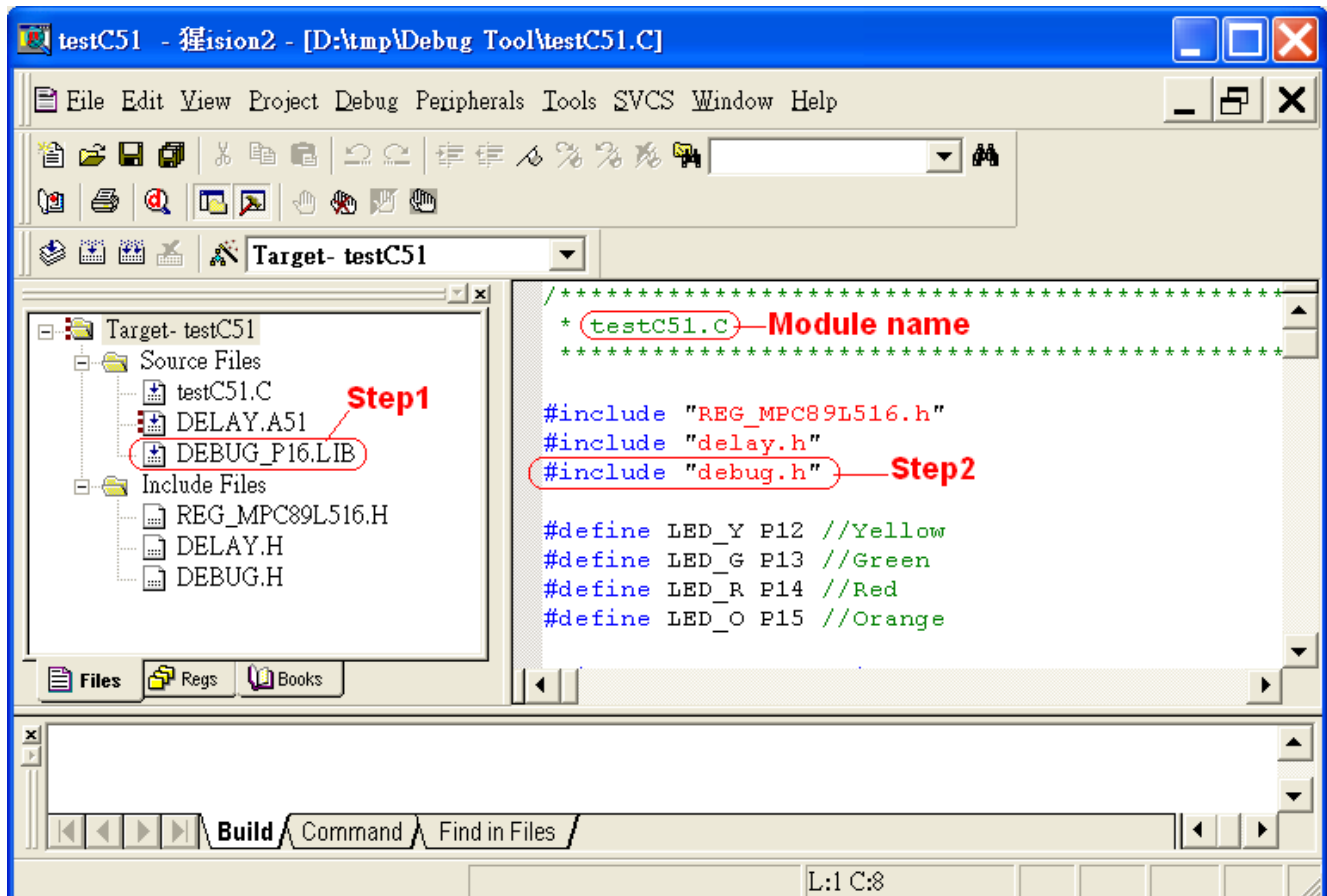 testC51 - 猩ision2 - [D:\tmp\Debug Tool\testC51.C]
File Edit View Project Debug Peripherals Tools SVCS Window Help
Target- testC51
Target- testC51
Source Files
testC51.C
DELAY.A51
DEBUG_P16.LIB
Step1
Include Files
REG_MPC89L516.H
DELAY.H
DEBUG.H
Files Regs Books
/************************************************
* testC51.C Module name
************************************************
#include "REG_MPC89L516.h"
#include "delay.h"
#include "debug.h" Step2
#define LED_Y P12 //Yellow
#define LED_G P13 //Green
#define LED_R P14 //Red
#define LED_O P15 //Orange
Build Command Find in Files
L:1 C:8